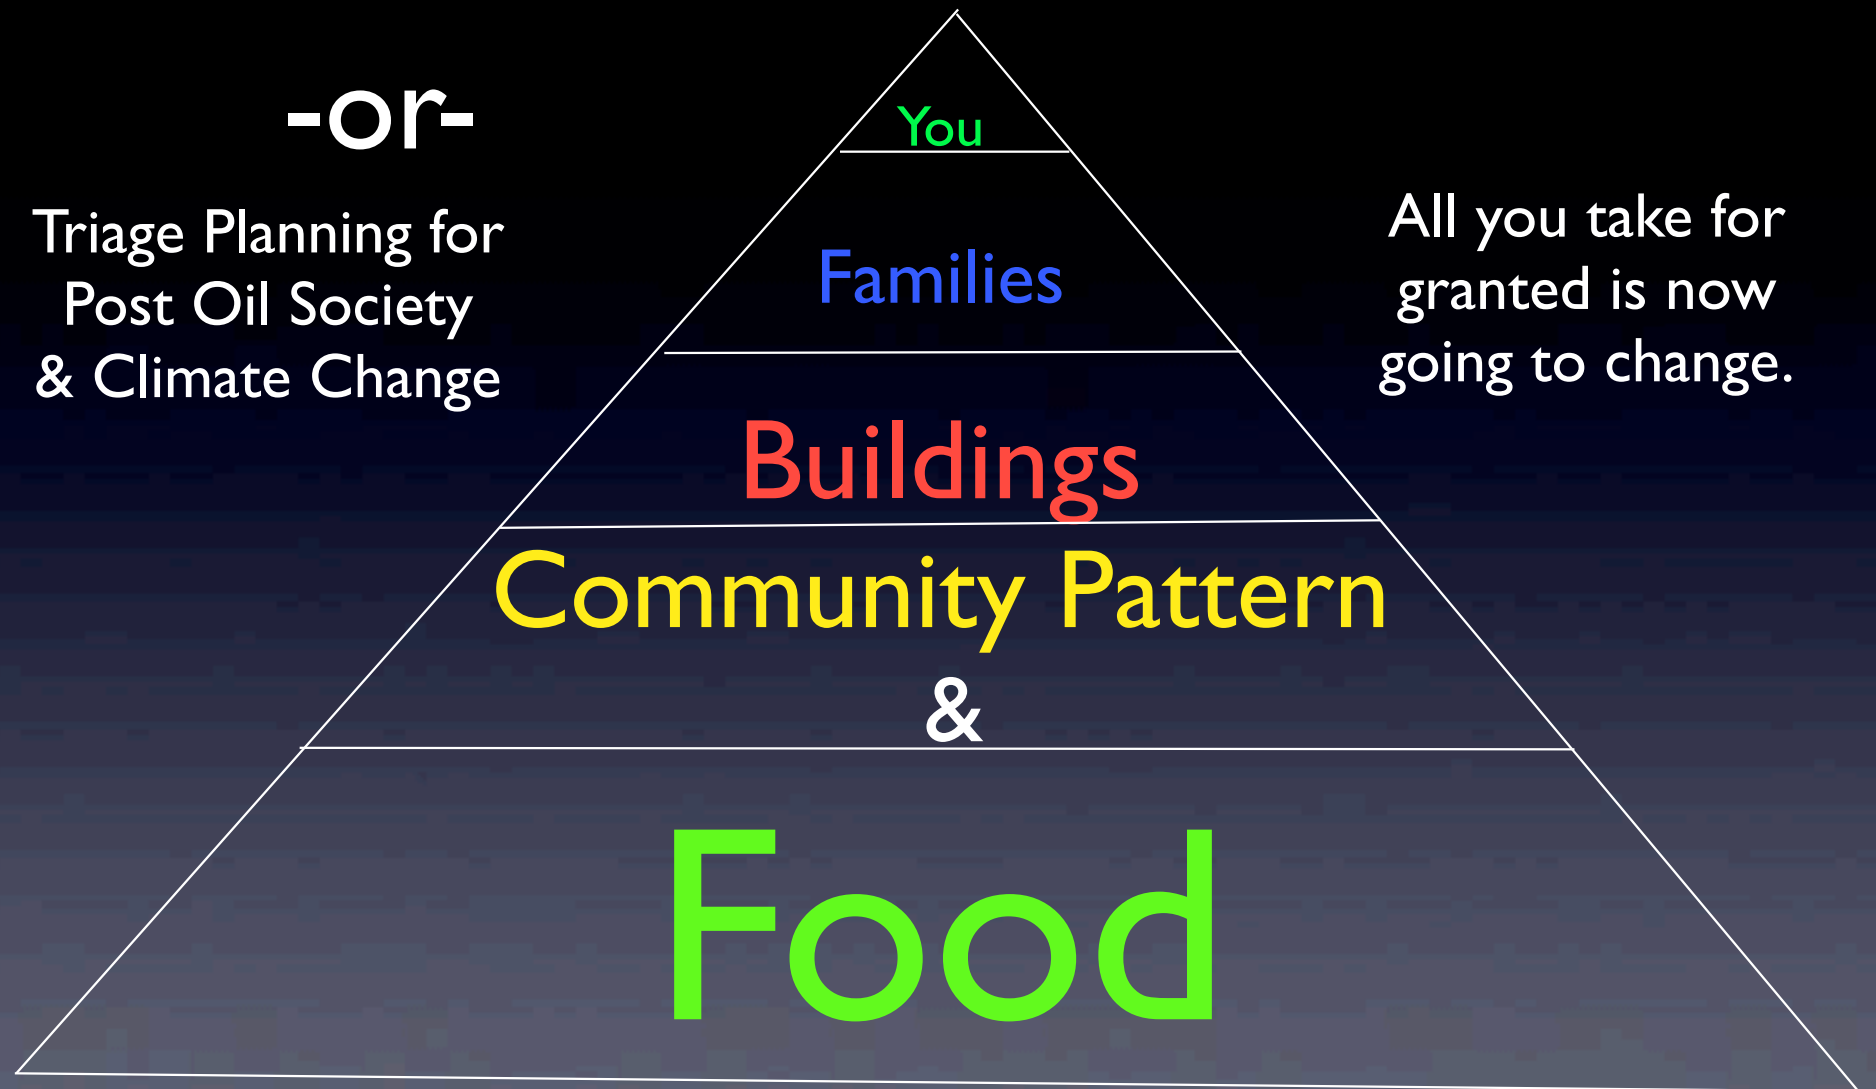 -or-
Triage Planning for
Post Oil Society
& Climate Change
You
Families
Buildings
Community Pattern
&
Food
All you take for
granted is now
going to change.